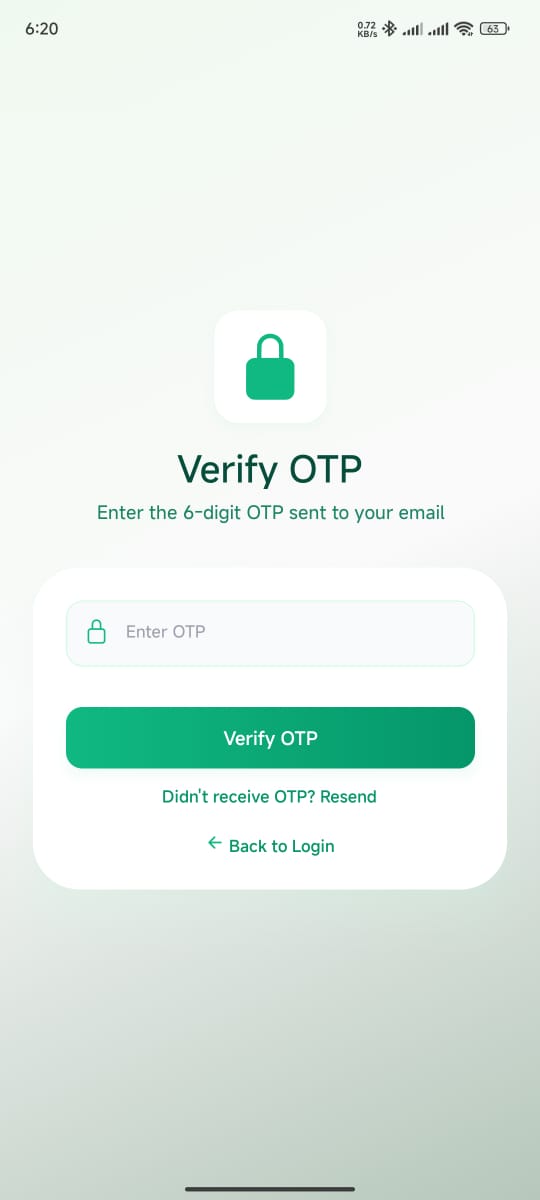 6:20
0.72
KB/s
63
Verify OTP
Enter the 6-digit OTP sent to your email
Enter OTP
Verify OTP
Didn't receive OTP? Resend
← Back to Login